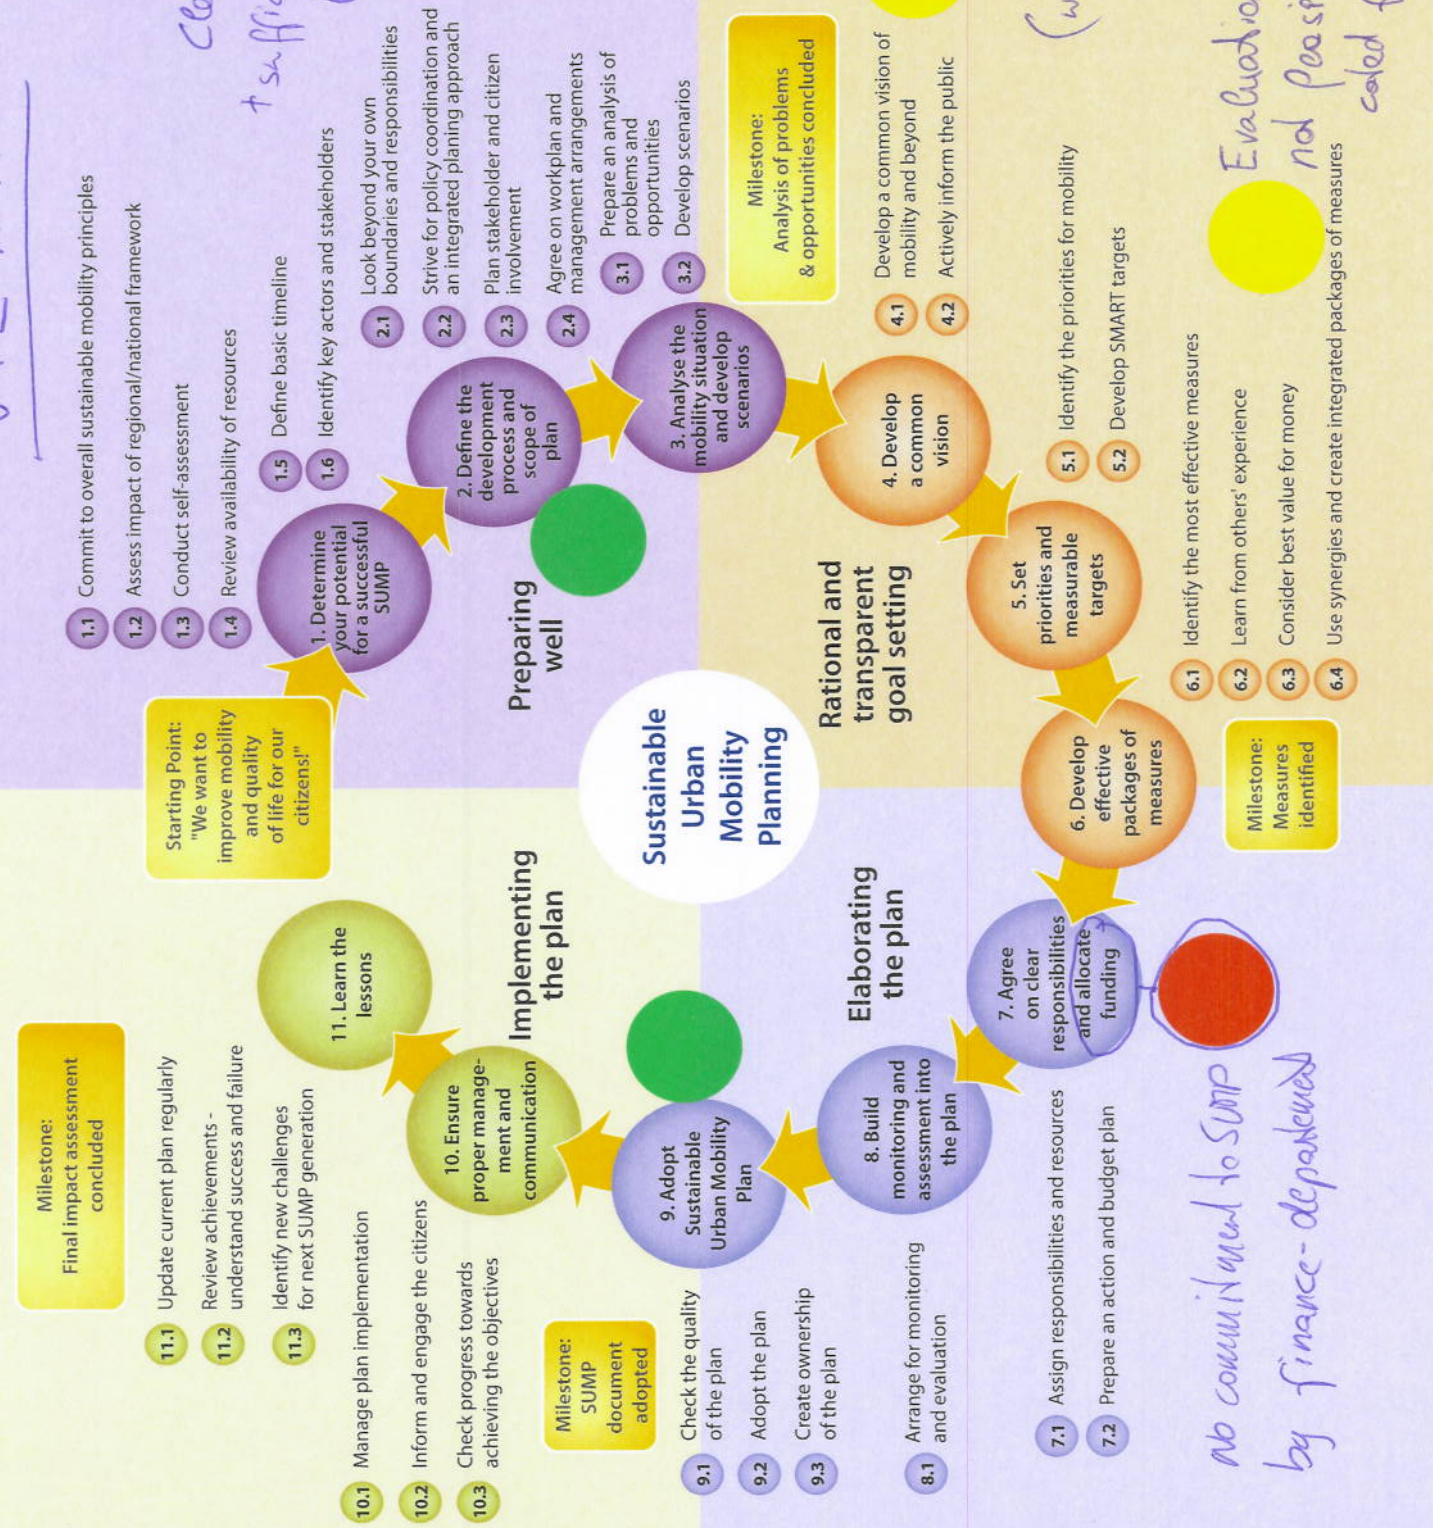 Starting Point:
"We want to
improve mobility
and quality
of life for our
citizens!"
1.1 Commit to overall sustainable mobility principles
1.2 Assess impact of regional/national framework
1.3 Conduct self-assessment
1.4 Review availability of resources
1.5 Define basic timeline
1.6 Identify key actors and stakeholders
1. Determine
your potential
for a successful
SUMP
2.1 Look beyond your own
boundaries and responsibilities
2.2 Strive for policy coordination and
an integrated planning approach
2.3 Plan stakeholder and citizen
involvement
2.4 Agree on workplan and
management arrangements
2. Define the
development
process and
scope of
plan
3.1 Prepare an analysis of
problems and
opportunities
3.2 Develop scenarios
3. Analyse the
mobility situation
and develop
scenarios
Preparing
well
Milestone:
Analysis of problems
& opportunities concluded
4.1 Develop a common vision of
mobility and beyond
4.2 Actively inform the public
4. Develop
a common
vision
Rational and
transparent
goal setting
5.1 Identify the priorities for mobility
5.2 Develop SMART targets
5. Set
priorities and
measurable
targets
6.1 Identify the most effective measures
6.2 Learn from others' experience
6.3 Consider best value for money
6.4 Use synergies and create integrated packages of measures
6. Develop
effective
packages of
measures
Milestone:
Measures
identified
Evaluation
not
Sustainable
Urban
Mobility
Planning
7. Agree
on clear
responsibilities
and allocate
funding
7.1 Assign responsibilities and resources
7.2 Prepare an action and budget plan
no commitment to SUMP
by finance-departement
Elaborating
the plan
8. Build
monitoring and
assessment into
the plan
8.1 Arrange for monitoring
and evaluation
9. Adopt
Sustainable
Urban Mobility
Plan
9.1 Check the quality
of the plan
9.2 Adopt the plan
9.3 Create ownership
of the plan
Milestone:
SUMP
document
adopted
Implementing
the plan
10. Ensure
proper manage-
ment and
communication
10.1 Manage plan implementation
10.2 Inform and engage the citizens
10.3 Check progress towards
achieving the objectives
11. Learn the
lessons
11.1 Update current plan regularly
11.2 Review achievements -
understand success and failure
11.3 Identify new challenges
for next SUMP generation
Milestone:
Final impact assessment
concluded